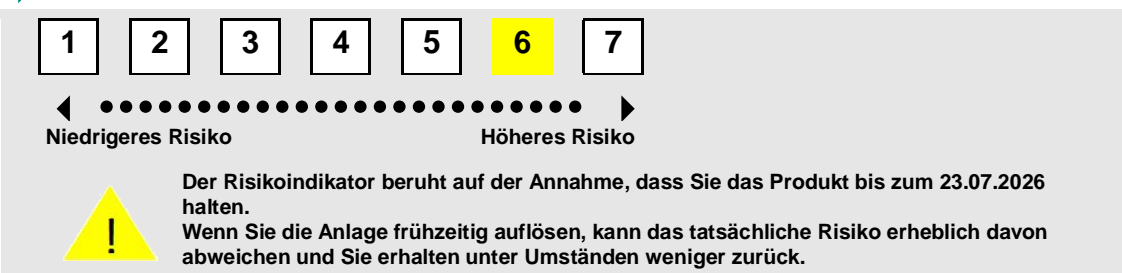 1 2 3 4 5 6 7
Niedrigeres Risiko Höheres Risiko
Der Risikoindikator beruht auf der Annahme, dass Sie das Produkt bis zum 23.07.2026
halten.
Wenn Sie die Anlage frühzeitig auflösen, kann das tatsächliche Risiko erheblich davon
abweichen und Sie erhalten unter Umständen weniger zurück.
!